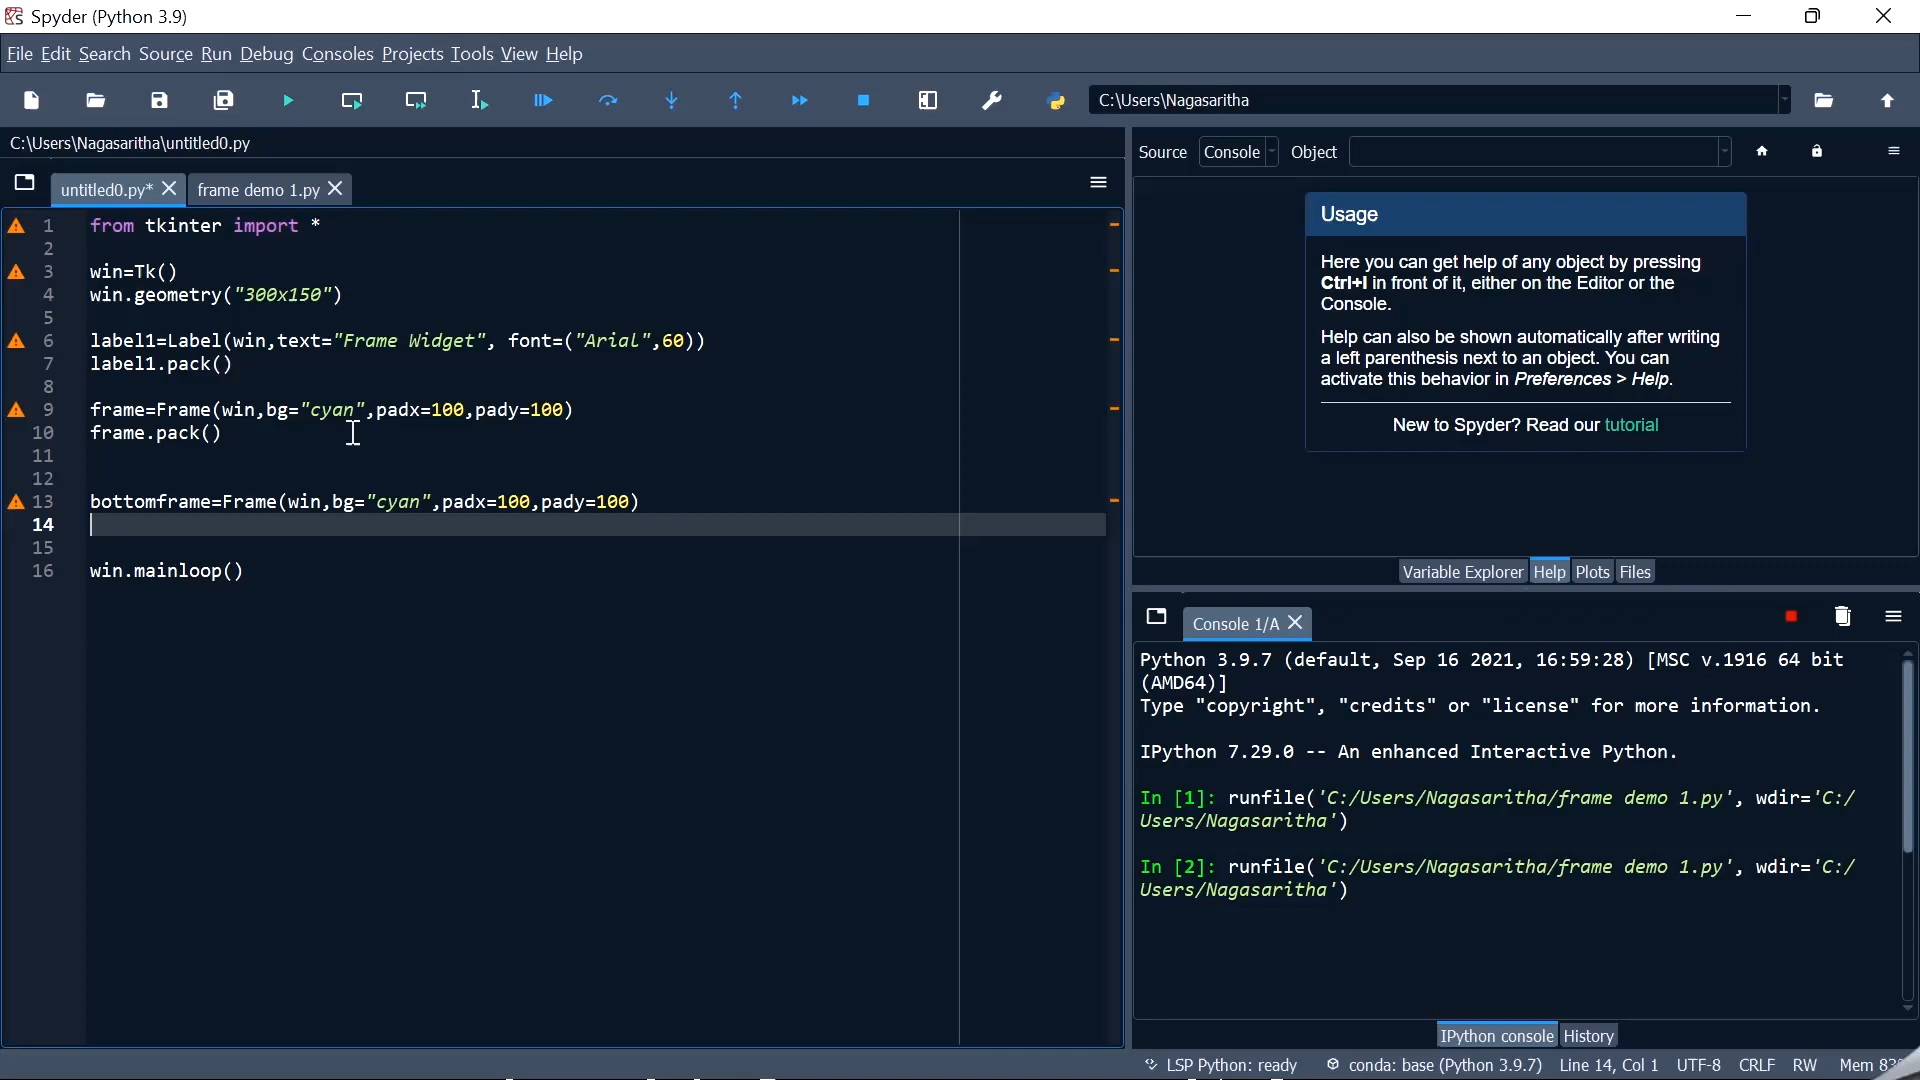 Spyder (Python 3.9)
File Edit Search Source Run Debug Consoles Projects Tools View Help
C:\Users\Nagasaritha
C:\Users\Nagasaritha\untitled0.py
Source Console Object
untitled0.py* frame demo 1.py
1 from tkinter import *
2
3 win=Tk()
4 win.geometry("300x150")
5
6 label1=Label(win,text="Frame Widget", font=("Arial",60))
7 label1.pack()
8
9 frame=Frame(win,bg="cyan",padx=100,pady=100)
10 frame.pack()
11
12
13 bottomframe=Frame(win,bg="cyan",padx=100,pady=100)
14
15
16 win.mainloop()
Usage
Here you can get help of any object by pressing
Ctrl+I in front of it, either on the Editor or the
Console.
Help can also be shown automatically after writing
a left parenthesis next to an object. You can
activate this behavior in Preferences > Help.
New to Spyder? Read our tutorial
Variable Explorer Help Plots Files
Console 1/A
Python 3.9.7 (default, Sep 16 2021, 16:59:28) [MSC v.1916 64 bit
(AMD64)]
Type "copyright", "credits" or "license" for more information.
IPython 7.29.0 -- An enhanced Interactive Python.
In [1]: runfile('C:/Users/Nagasaritha/frame demo 1.py', wdir='C:/
Users/Nagasaritha')
In [2]: runfile('C:/Users/Nagasaritha/frame demo 1.py', wdir='C:/
Users/Nagasaritha')
IPython console History
LSP Python: ready conda: base (Python 3.9.7) Line 14, Col 1 UTF-8 CRLF RW Mem